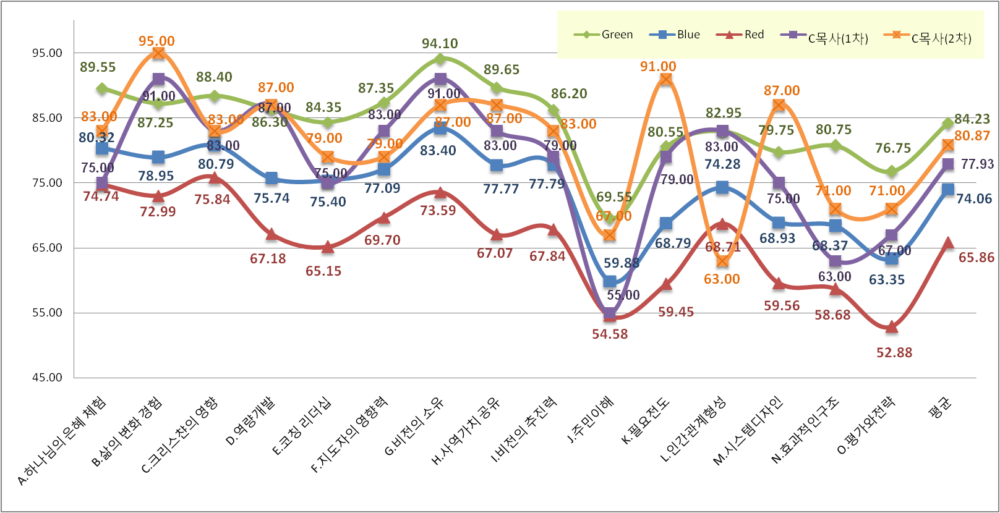 Green Blue Red C목사(1차) C목사(2차)
95.00
85.00
75.00
65.00
55.00
45.00
89.55 87.25 88.40 86.30 84.35 87.35 94.10 89.65 86.20 69.55 80.55 82.95 79.75 80.75 76.75 84.23
80.32 78.95 80.79 75.74 75.40 77.09 83.40 77.77 77.79 59.88 68.79 74.28 68.93 68.37 63.35 74.06
74.74 72.99 75.84 67.18 65.15 69.70 73.59 67.07 67.84 54.58 59.45 68.71 59.56 58.68 52.88 65.86
75.00 91.00 83.00 87.00 75.00 83.00 91.00 83.00 79.00 55.00 79.00 83.00 75.00 63.00 67.00 77.93
83.00 95.00 83.00 87.00 79.00 79.00 87.00 87.00 83.00 67.00 91.00 63.00 87.00 71.00 71.00 80.87
A.하나님의 은혜 체험
B.삶의 변화 경험
C.크리스찬의 영향
D.역량개발
E.코칭 리더십
F.지도자의 영향력
G.비전의 소유
H.사역가치 공유
I.비전의 추진력
J.주민이해
K.필요전도
L.인간관계형성
M.시스템디자인
N.효과적인구조
O.평가와전략
평균